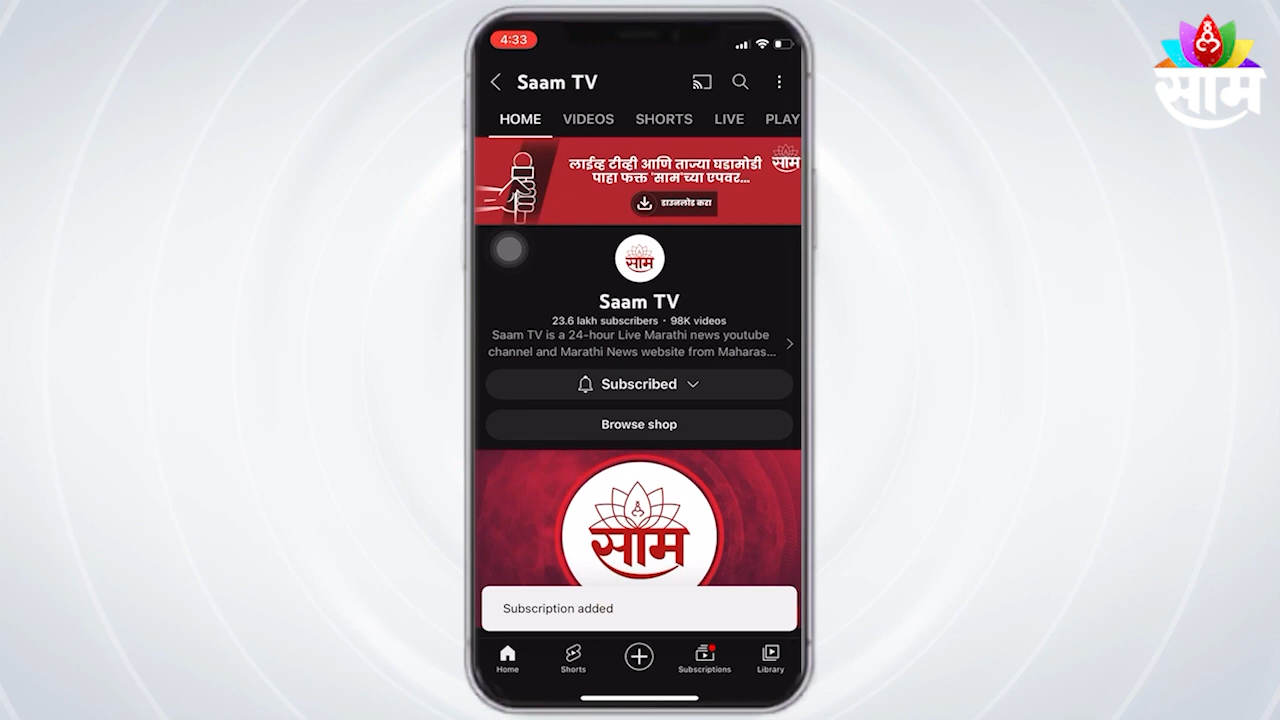 4:33
साम
Saam TV
HOME VIDEOS SHORTS LIVE PLAY
लाईव्ह टीव्ही आणि ताज्या घडामोडी
पाहा फक्त 'साम'च्या एपवर...
साम
डाउनलोड करा
साम
Saam TV
23.6 lakh subscribers · 98K videos
Saam TV is a 24-hour Live Marathi news youtube
channel and Marathi News website from Maharas...
Subscribed
Browse shop
साम
Subscription added
Home Shorts Subscriptions Library